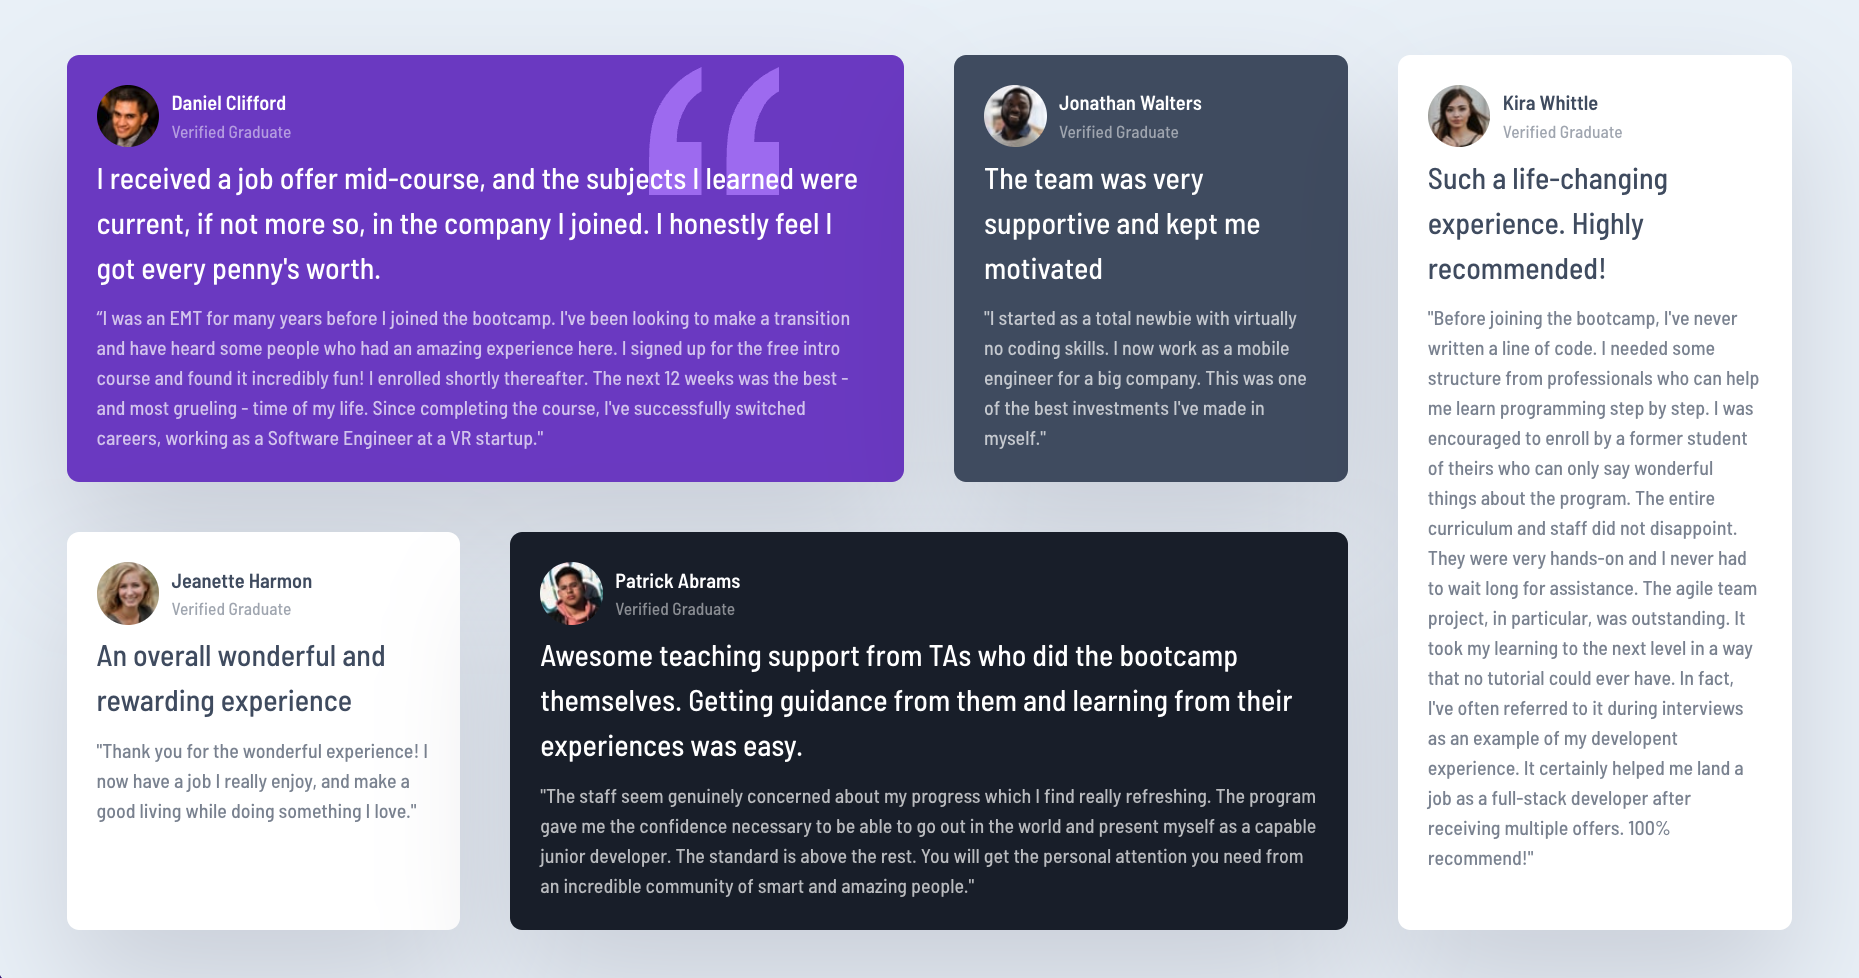 Daniel Clifford
Verified Graduate
I received a job offer mid-course, and the subjects I learned were
current, if not more so, in the company I joined. I honestly feel I
got every penny's worth.
“I was an EMT for many years before I joined the bootcamp. I've been looking to make a transition
and have heard some people who had an amazing experience here. I signed up for the free intro
course and found it incredibly fun! I enrolled shortly thereafter. The next 12 weeks was the best -
and most grueling - time of my life. Since completing the course, I've successfully switched
careers, working as a Software Engineer at a VR startup."
Jonathan Walters
Verified Graduate
The team was very
supportive and kept me
motivated
"I started as a total newbie with virtually
no coding skills. I now work as a mobile
engineer for a big company. This was one
of the best investments I've made in
myself."
Kira Whittle
Verified Graduate
Such a life-changing
experience. Highly
recommended!
"Before joining the bootcamp, I've never
written a line of code. I needed some
structure from professionals who can help
me learn programming step by step. I was
encouraged to enroll by a former student
of theirs who can only say wonderful
things about the program. The entire
curriculum and staff did not disappoint.
They were very hands-on and I never had
to wait long for assistance. The agile team
project, in particular, was outstanding. It
took my learning to the next level in a way
that no tutorial could ever have. In fact,
I've often referred to it during interviews
as an example of my developent
experience. It certainly helped me land a
job as a full-stack developer after
receiving multiple offers. 100%
recommend!"
Jeanette Harmon
Verified Graduate
An overall wonderful and
rewarding experience
"Thank you for the wonderful experience! I
now have a job I really enjoy, and make a
good living while doing something I love."
Patrick Abrams
Verified Graduate
Awesome teaching support from TAs who did the bootcamp
themselves. Getting guidance from them and learning from their
experiences was easy.
"The staff seem genuinely concerned about my progress which I find really refreshing. The program
gave me the confidence necessary to be able to go out in the world and present myself as a capable
junior developer. The standard is above the rest. You will get the personal attention you need from
an incredible community of smart and amazing people."